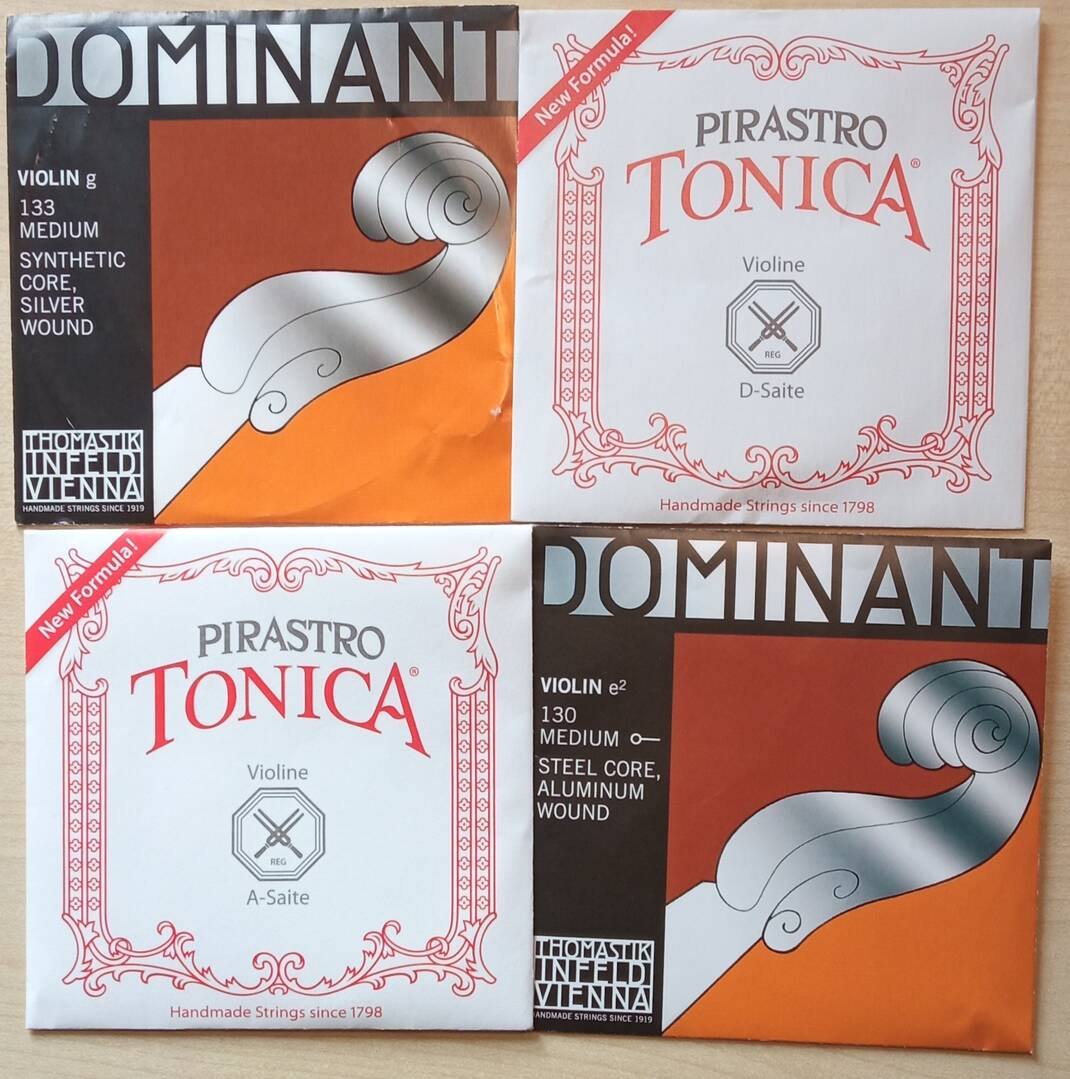 DOMINANT
VIOLIN g
133
MEDIUM
SYNTHETIC
CORE,
SILVER
WOUND
THOMASTIK
INFELD
VIENNA
HANDMADE STRINGS SINCE 1919
New Formula!
PIRASTRO
TONICA®
Violine
REG
D-Saite
Handmade Strings since 1798
New Formula!
PIRASTRO
TONICA®
Violine
REG
A-Saite
Handmade Strings since 1798
DOMINANT
VIOLIN e²
130
MEDIUM
STEEL CORE,
ALUMINUM
WOUND
THOMASTIK
INFELD
VIENNA
HANDMADE STRINGS SINCE 1919